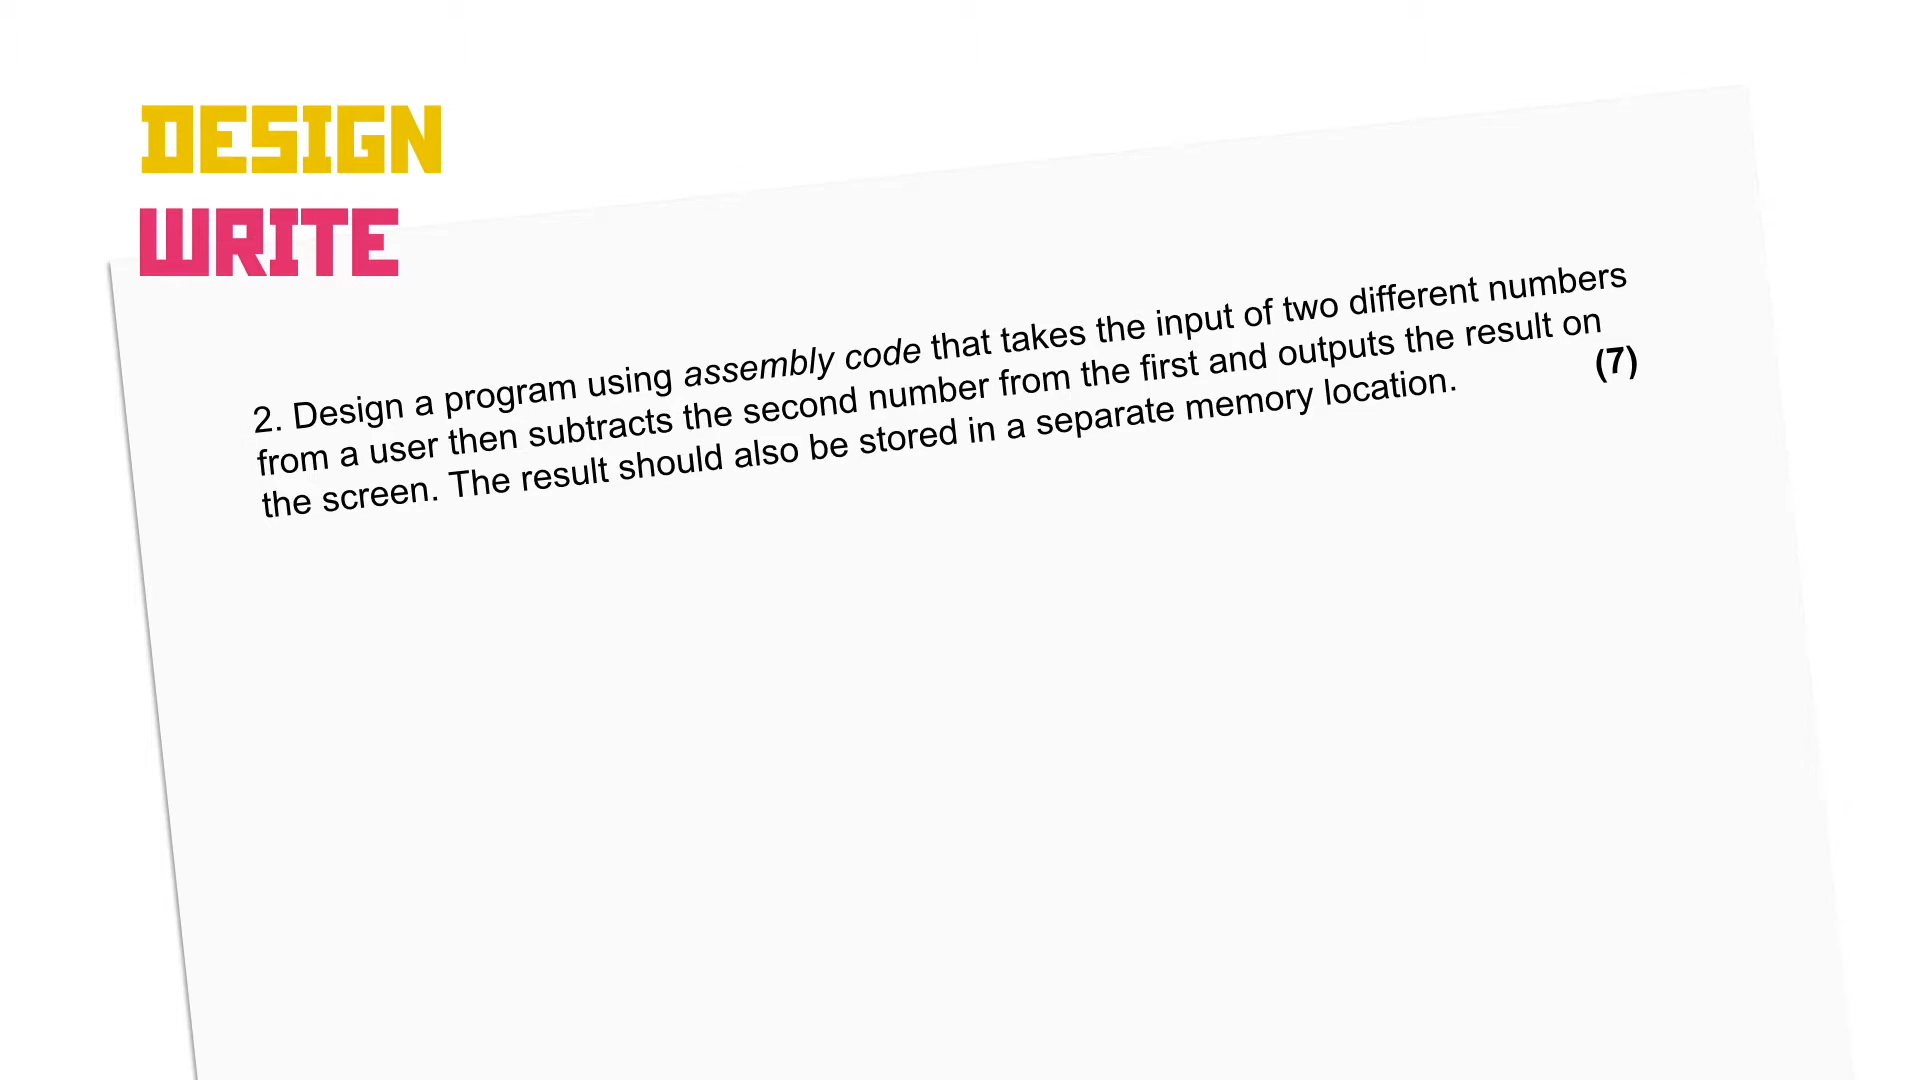 DESIGN
WRITE
2. Design a program using assembly code that takes the input of two different numbers
from a user then subtracts the second number from the first and outputs the result on
the screen. The result should also be stored in a separate memory location.
(7)